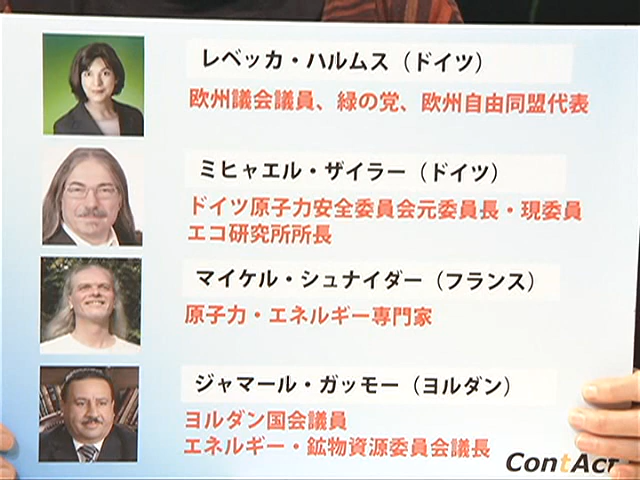 レベッカ・ハルムス（ドイツ）
欧州議会議員、緑の党、欧州自由同盟代表
ミヒャエル・ザイラー（ドイツ）
ドイツ原子力安全委員会元委員長・現委員
エコ研究所所長
マイケル・シュナイダー（フランス）
原子力・エネルギー専門家
ジャマール・ガッモー（ヨルダン）
ヨルダン国会議員
エネルギー・鉱物資源委員会議長
ContAct